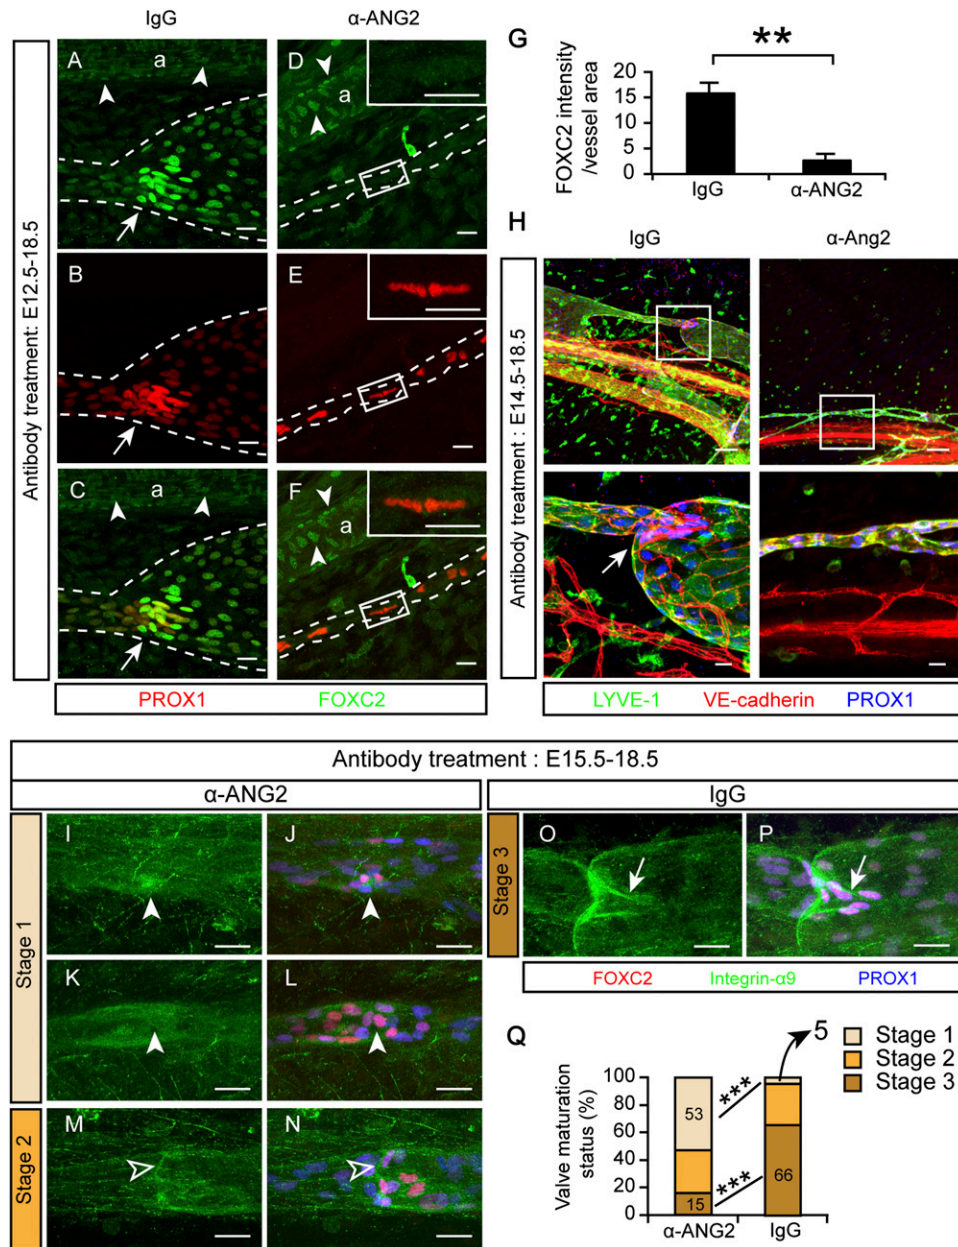 IgG
α-ANG2
Antibody treatment: E12.5-18.5
A
a
D
a
B
E
C
a
F
a
PROX1
FOXC2
G
**
FOXC2 intensity
/vessel area
20
15
10
5
0
IgG
α-ANG2
H
IgG
α-Ang2
Antibody treatment : E14.5-18.5
LYVE-1
VE-cadherin
PROX1
Antibody treatment : E15.5-18.5
α-ANG2
IgG
Stage 1
I
J
K
L
Stage 2
M
N
Stage 3
O
P
FOXC2
Integrin-α9
PROX1
Q
5
Stage 1
Stage 2
Stage 3
Valve maturation
status (%)
100
80
60
40
20
0
53
15
***
***
66
α-ANG2
IgG